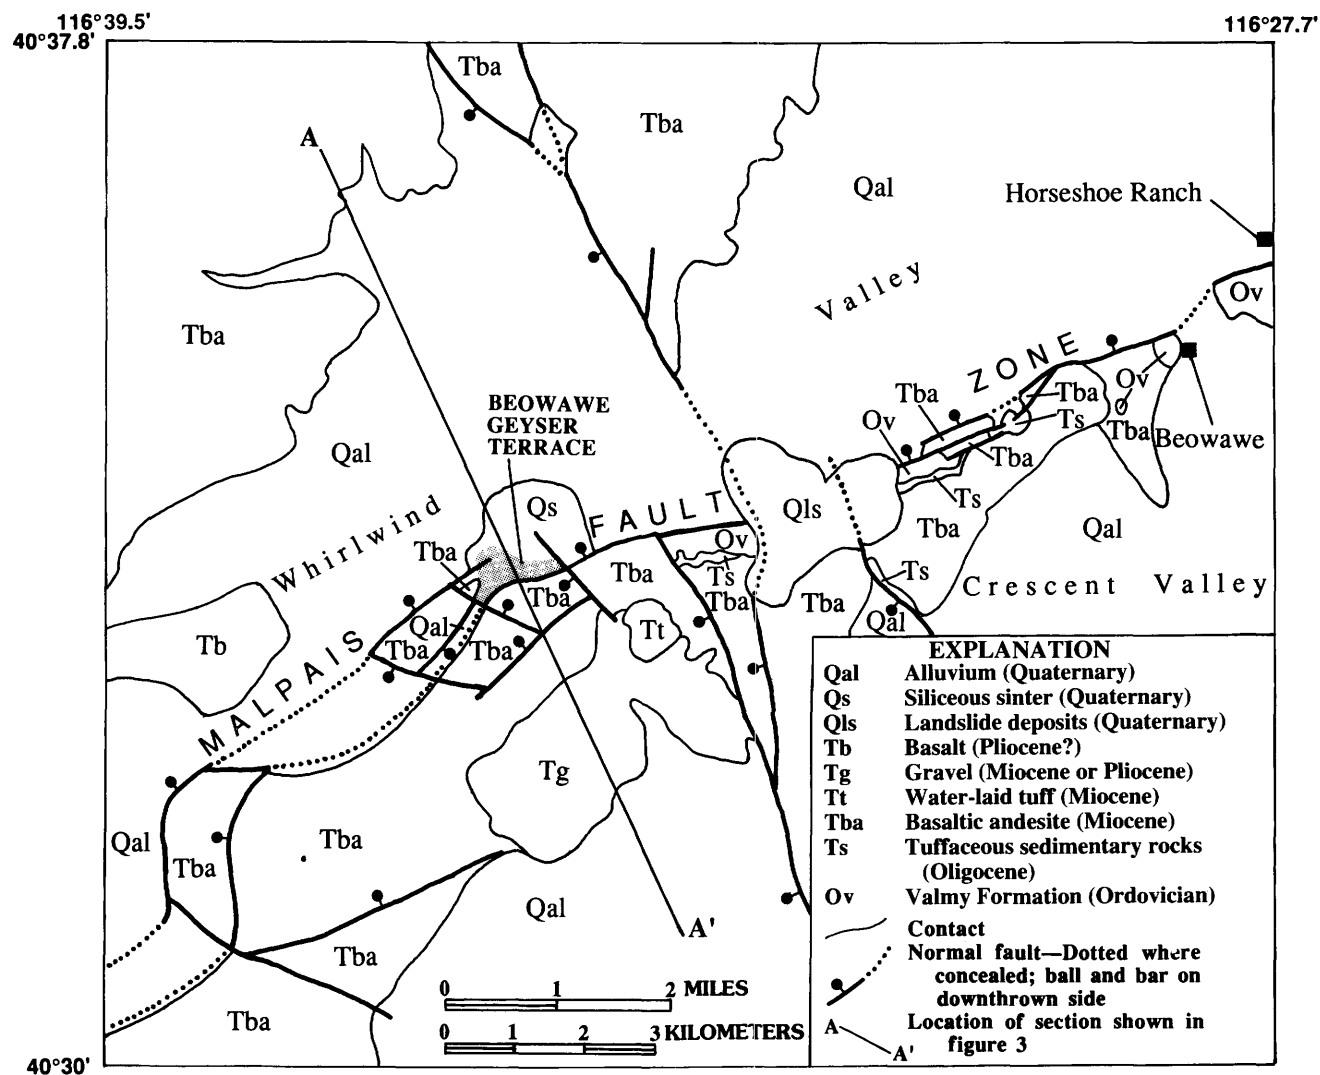 116°39.5'
116°27.7'
40°37.8'
Tba
Tba
A
Qal
Horseshoe Ranch
Valley
Ov
Tba
ZONE
BEOWAWE
GEYSER
TERRACE
Tba
Tba
Ov
Ov
Ts
Tba
Beowawe
Qal
Tba
Ts
Qs
FAULT
Qls
Tba
Qal
Whirlwind
Tba
Ov
Ts
Tba
Ts
Crescent Valley
Tb
Tba
Tba
Tba
Qal
Tt
Qal
Tba
Tba
MALPAIS
EXPLANATION
Qal Alluvium (Quaternary)
Qs Siliceous sinter (Quaternary)
Qls Landslide deposits (Quaternary)
Tb Basalt (Pliocene?)
Tg Gravel (Miocene or Pliocene)
Tt Water-laid tuff (Miocene)
Tba Basaltic andesite (Miocene)
Ts Tuffaceous sedimentary rocks
(Oligocene)
Ov Valmy Formation (Ordovician)
Contact
Normal fault—Dotted where
concealed; ball and bar on
downthrown side
A Location of section shown in
A' figure 3
Tg
Qal
Tba
Tba
Qal
A'
Tba
Tba
0 1 2 MILES
0 1 2 3 KILOMETERS
40°30'